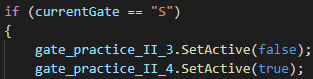 if (currentGate == "S")
{
gate_practice_II_3.SetActive(false);
gate_practice_II_4.SetActive(true);